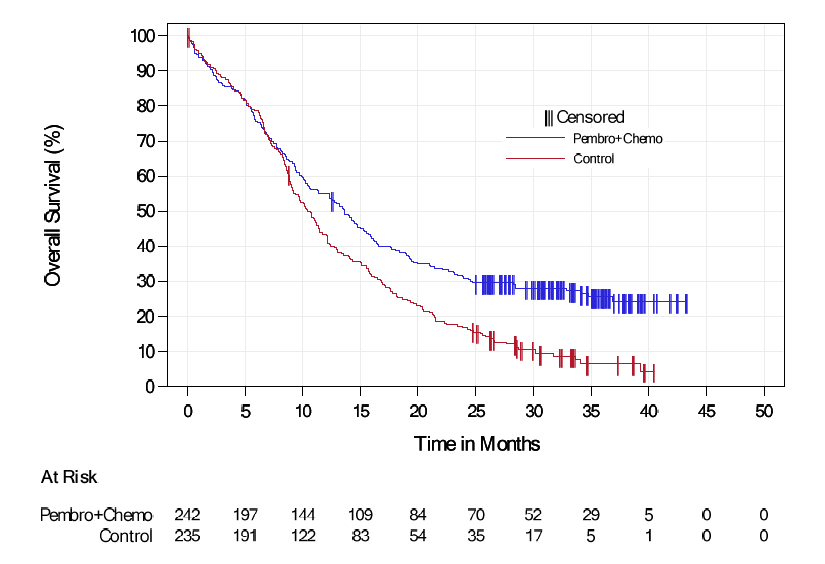 Overall Survival (%)
100
90
80
70
60
50
40
30
20
10
0
Censored
Pembro+Chemo
Control
0 5 10 15 20 25 30 35 40 45 50
Time in Months
At Risk
Pembro+Chemo 242 197 144 109 84 70 52 29 5 0 0
Control 235 191 122 83 54 35 17 5 1 0 0